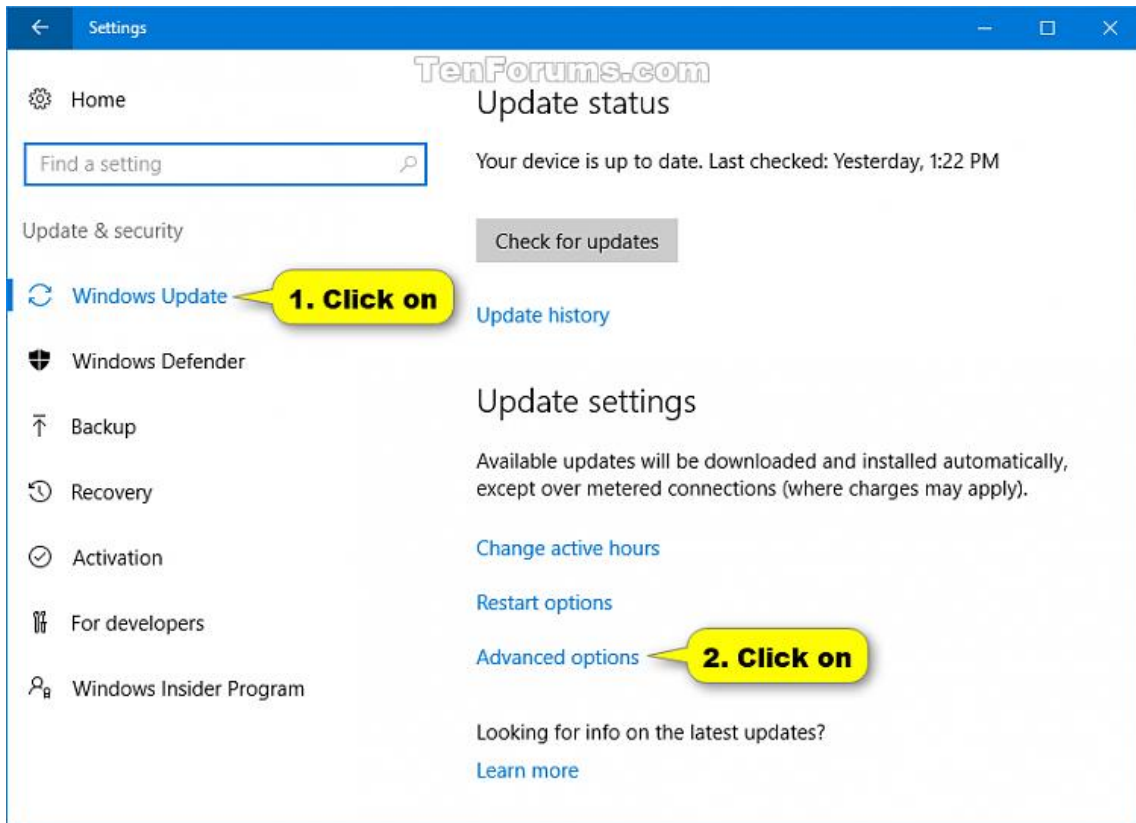 Settings
TenForums.com
Home
Update status
Find a setting
Your device is up to date. Last checked: Yesterday, 1:22 PM
Update & security
Check for updates
Windows Update
1. Click on
Update history
Windows Defender
Update settings
Backup
Available updates will be downloaded and installed automatically,
except over metered connections (where charges may apply).
Recovery
Change active hours
Activation
Restart options
For developers
Advanced options
2. Click on
Windows Insider Program
Looking for info on the latest updates?
Learn more